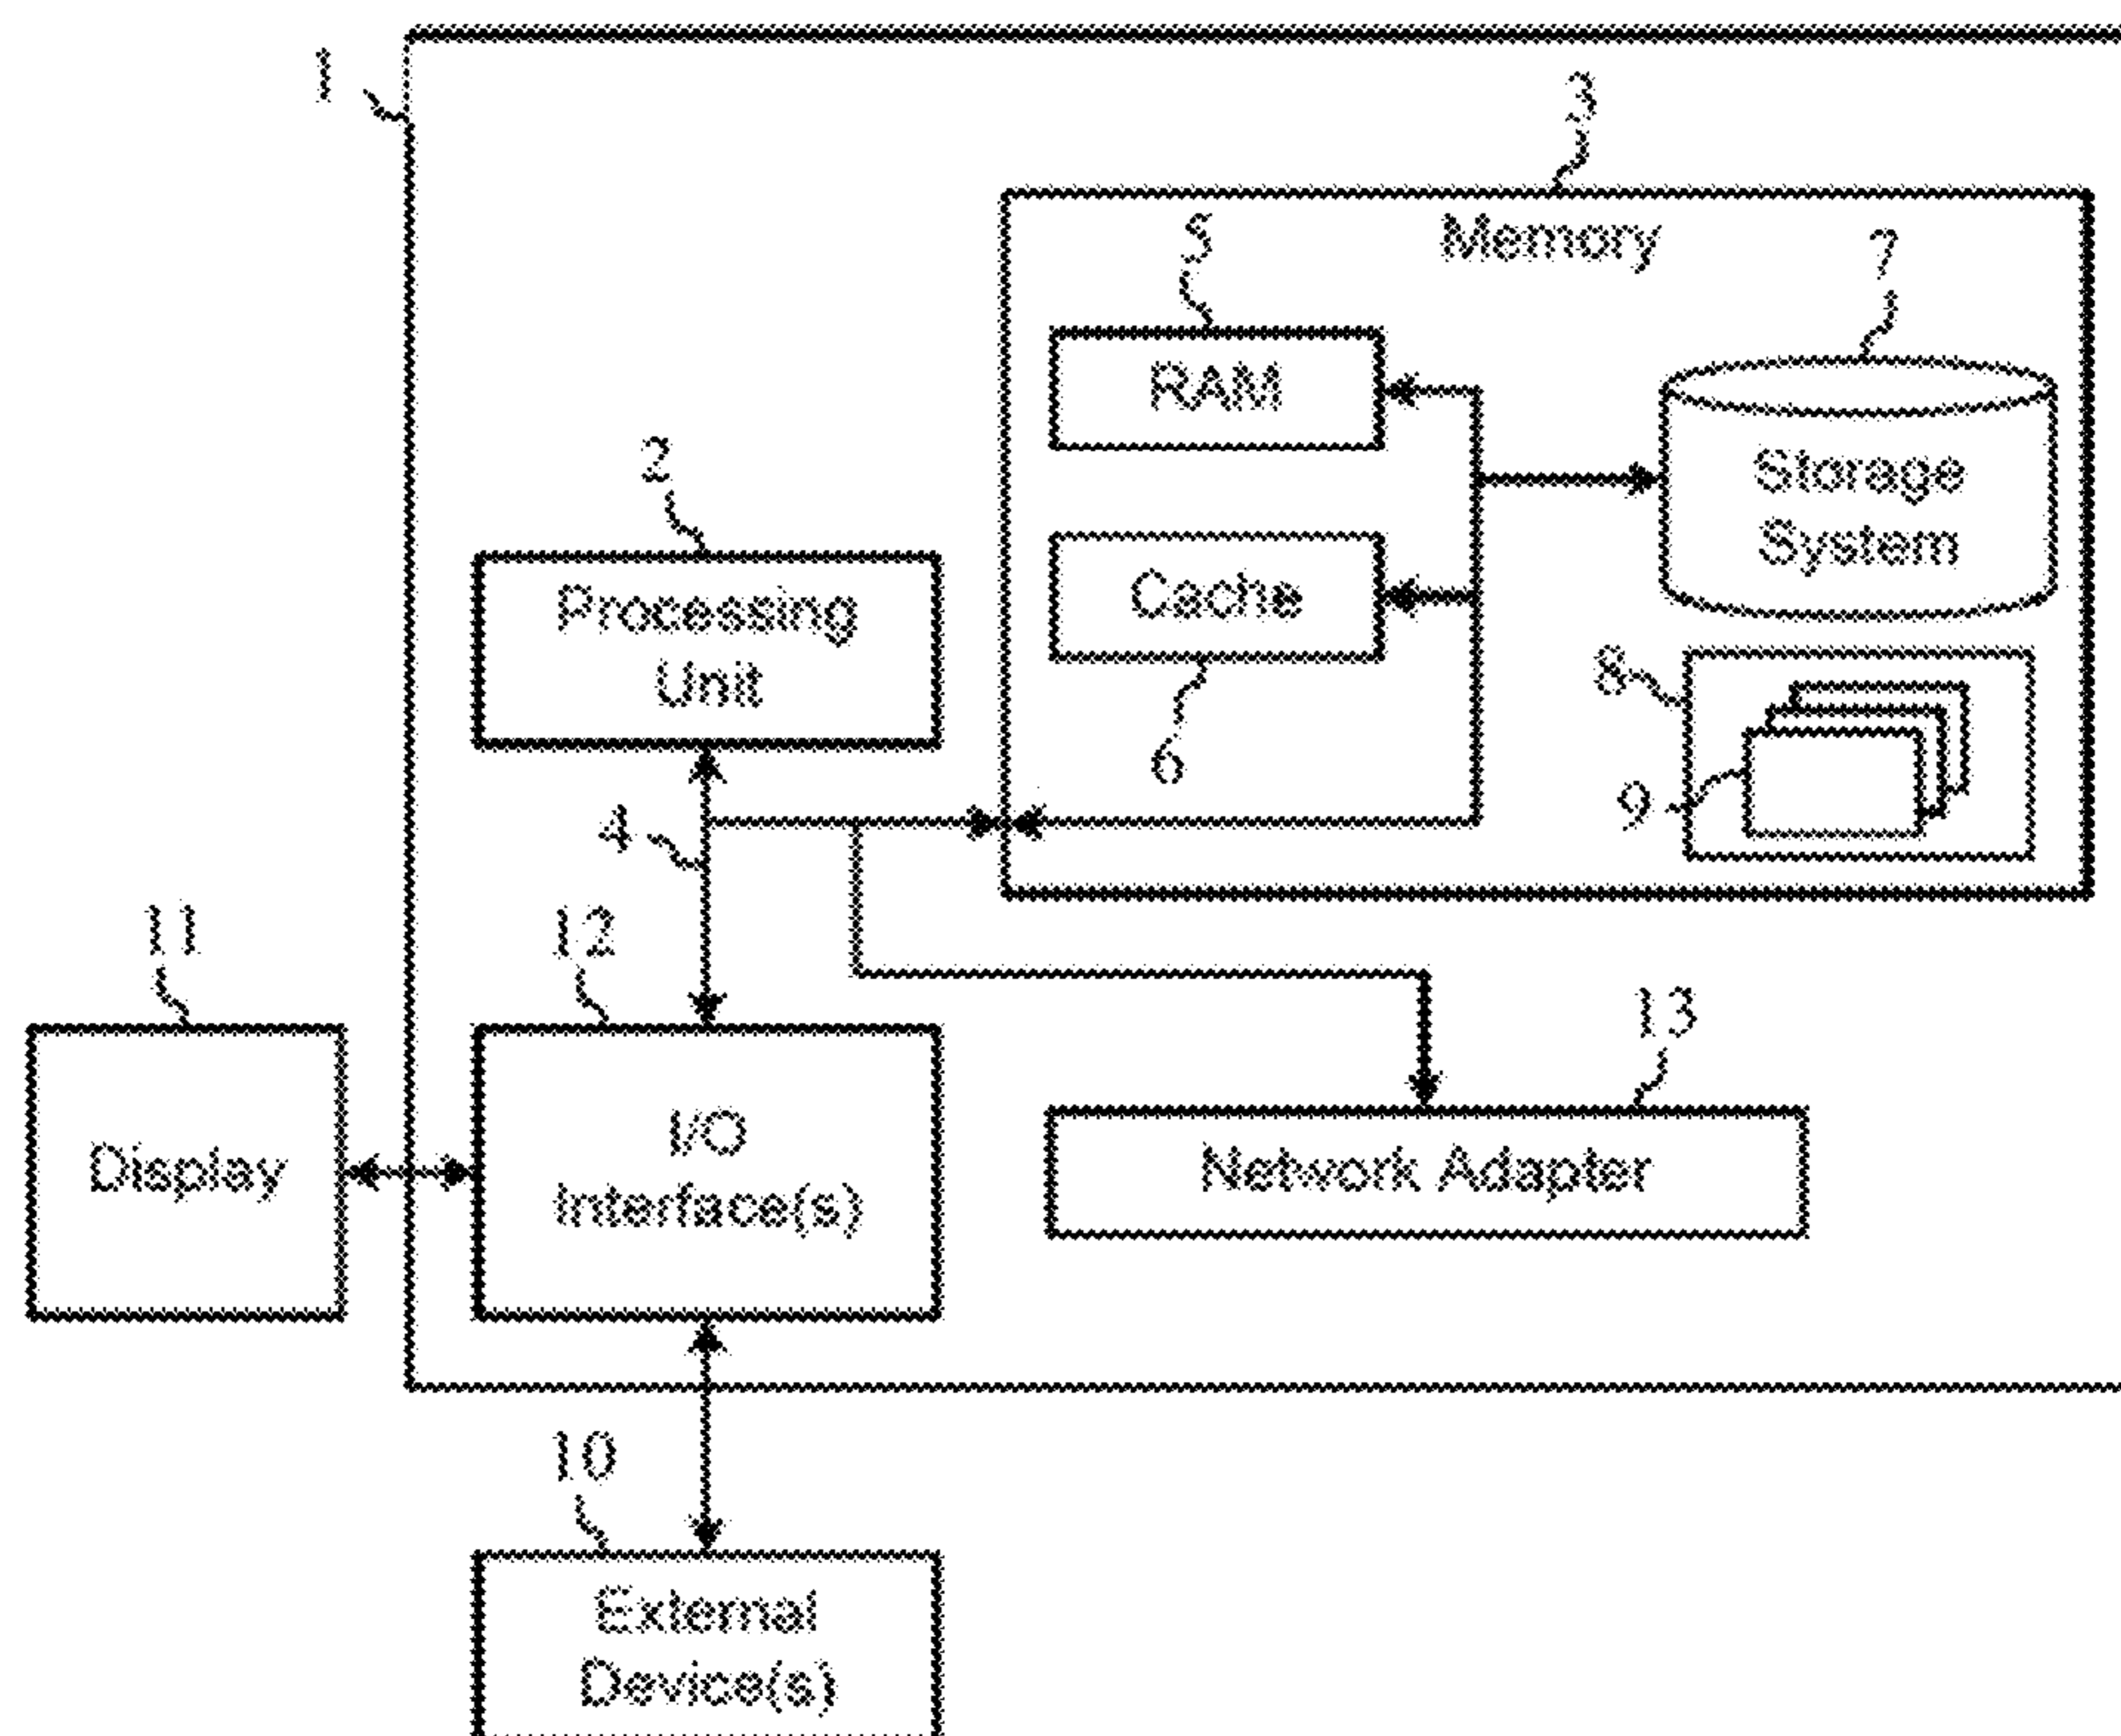 1
3
5
Memory
7
RAM
2
Storage
System
Processing
Unit
Cache
8
6
9
4
11
12
13
Display
I/O
Interface(s)
Network Adapter
10
External
Device(s)